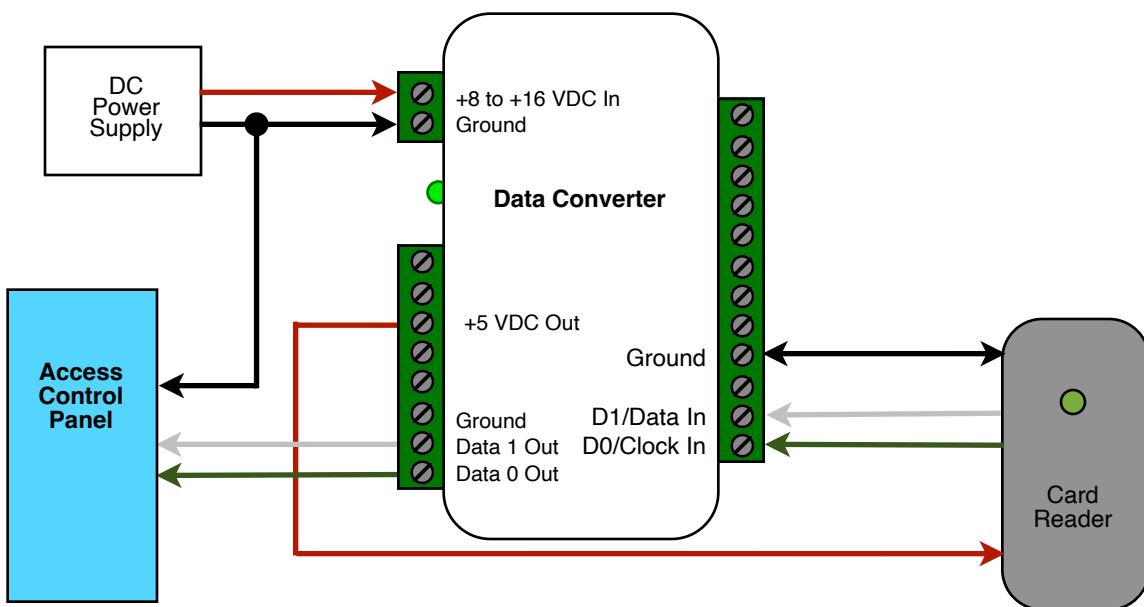 DC
Power
Supply
+8 to +16 VDC In
Ground
Data Converter
+5 VDC Out
Ground
Access
Control
Panel
Ground
Data 1 Out
Data 0 Out
D1/Data In
D0/Clock In
Card
Reader